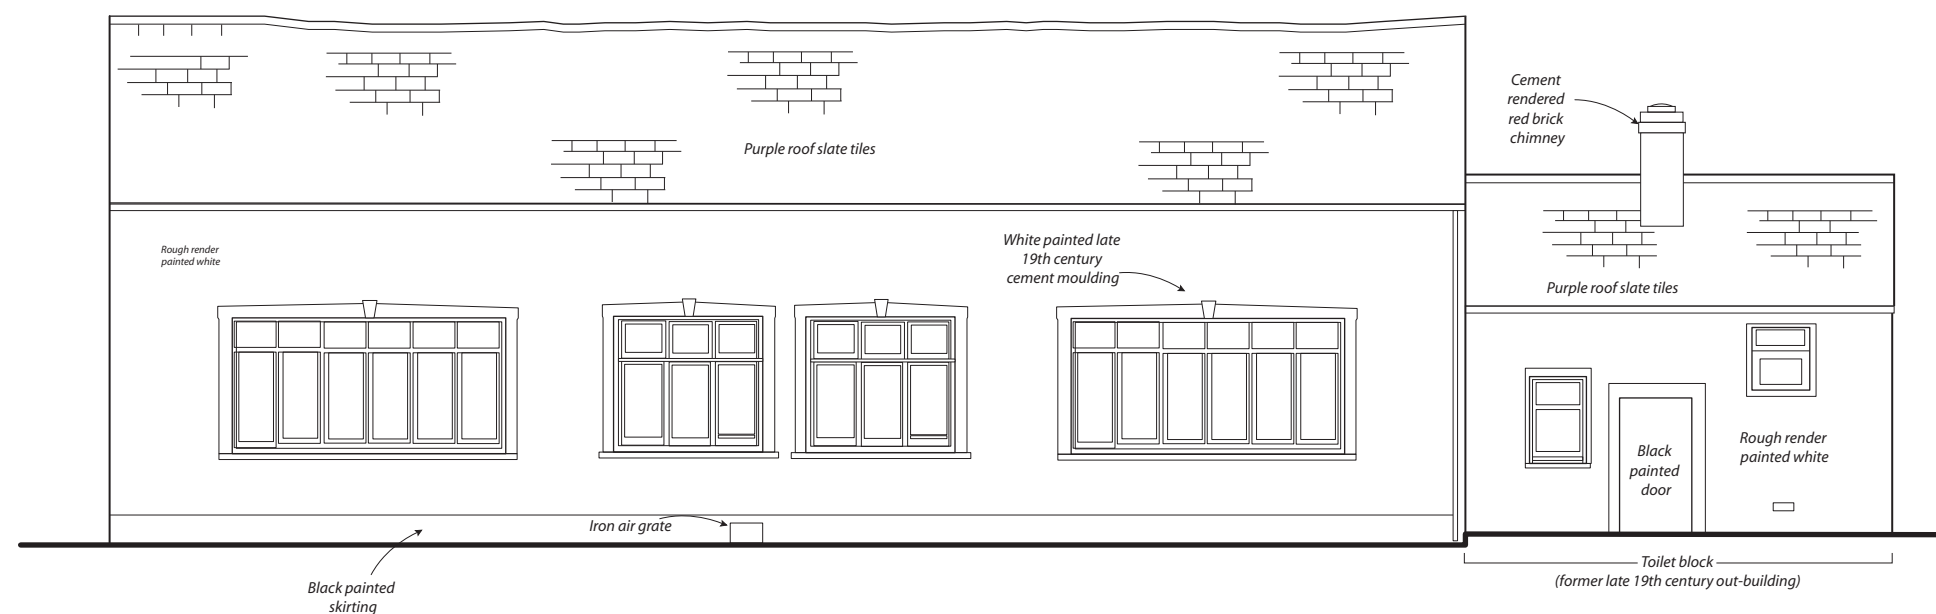 Cement
rendered
red brick
chimney
Purple roof slate tiles
Rough render
painted white
White painted late
19th century
cement moulding
Purple roof slate tiles
Black
painted
door
Rough render
painted white
Iron air grate
Black painted
skirting
Toilet block
(former late 19th century out-building)